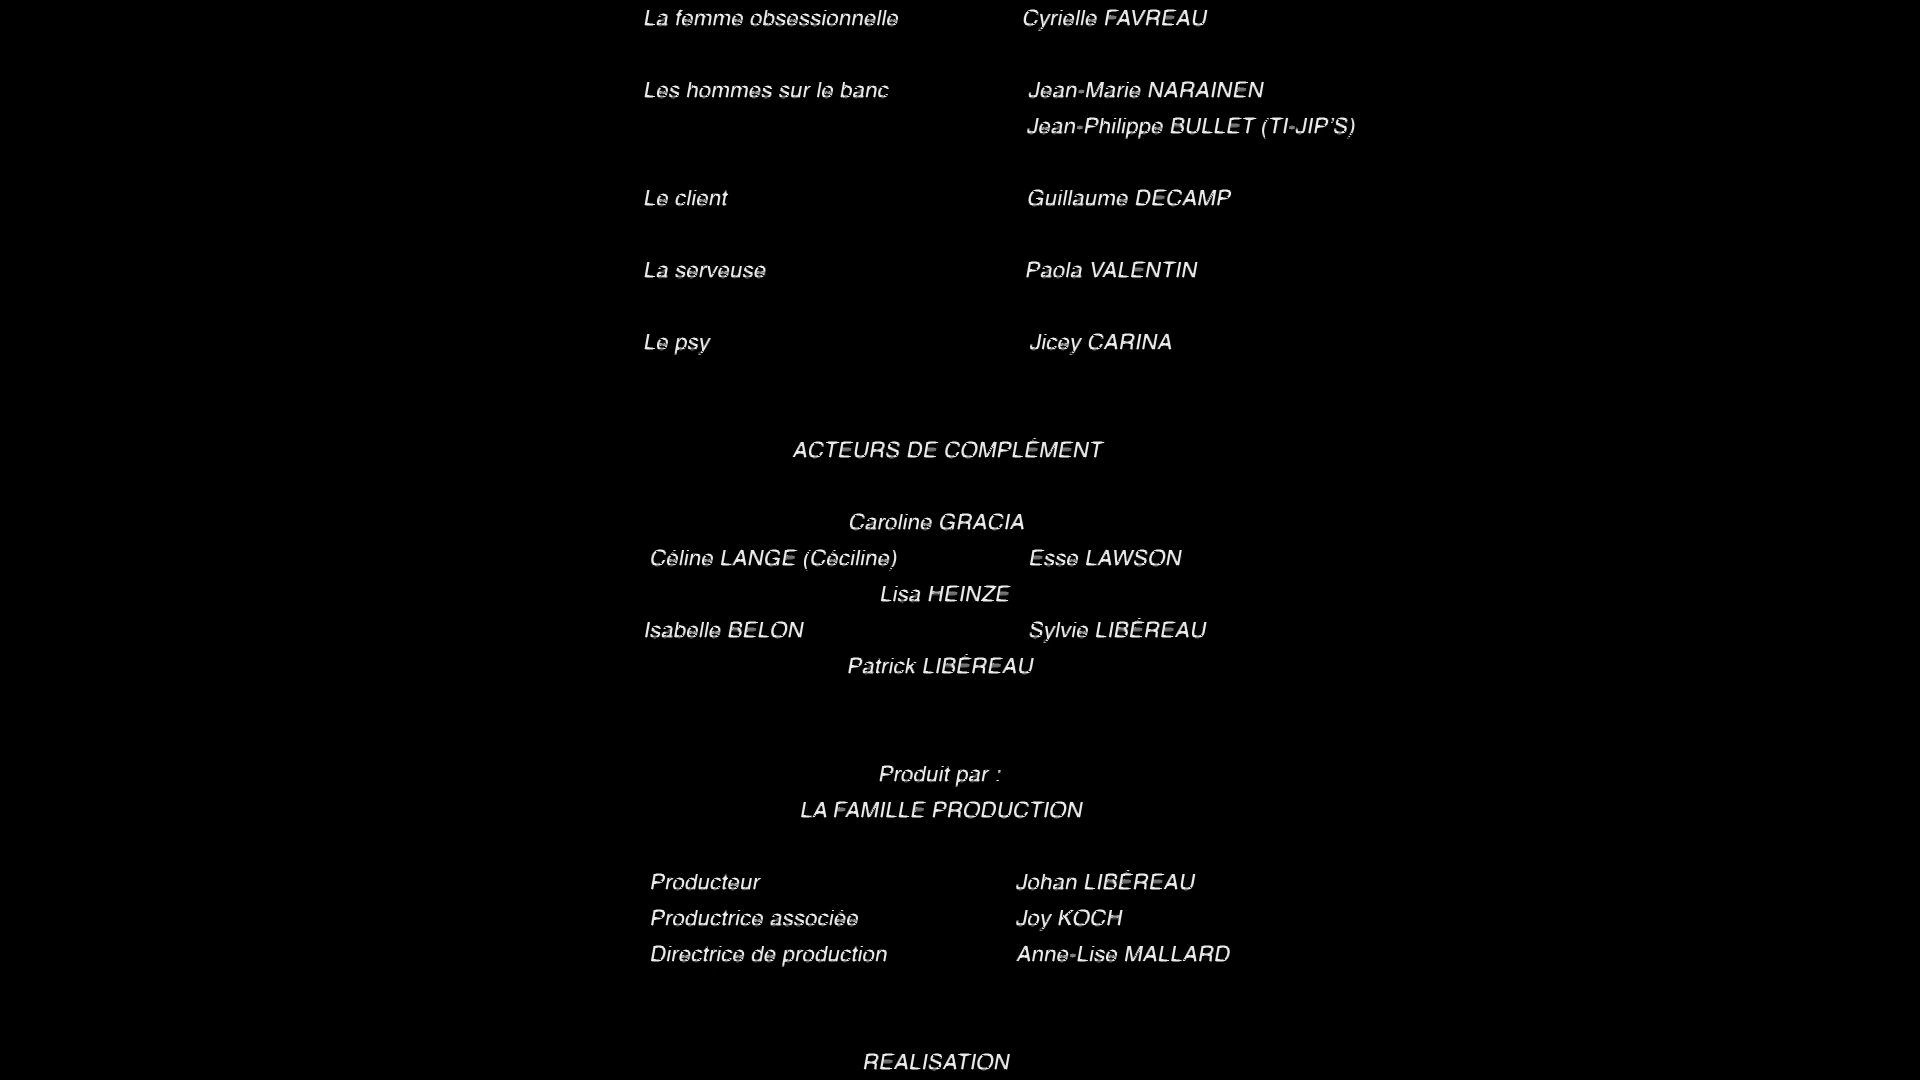 La femme obsessionnelle Cyrielle FAVREAU
Les hommes sur le banc Jean-Marie NARAINEN
Jean-Philippe BULLET (TI-JIP'S)
Le client Guillaume DECAMP
La serveuse Paola VALENTIN
Le psy Jicey CARINA
ACTEURS DE COMPLÉMENT
Caroline GRACIA
Céline LANGE (Céciline) Esse LAWSON
Lisa HEINZE
Isabelle BELON Sylvie LIBÉREAU
Patrick LIBÉREAU
Produit par :
LA FAMILLE PRODUCTION
Producteur Johan LIBÉREAU
Productrice associée Joy KOCH
Directrice de production Anne-Lise MALLARD
REALISATION